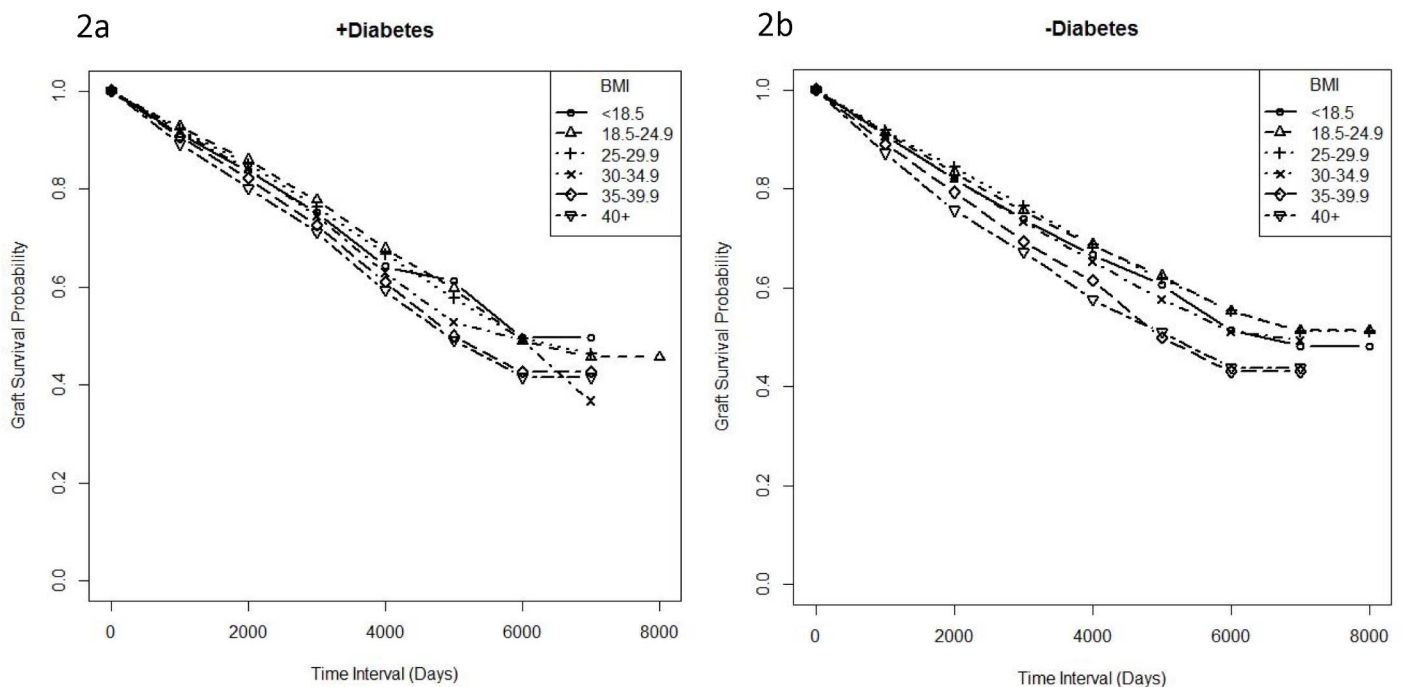 2a
+Diabetes
Graft Survival Probability
1.0
0.8
0.6
0.4
0.2
0.0
BMI
<18.5
18.5-24.9
25-29.9
30-34.9
35-39.9
40+
0 2000 4000 6000 8000
Time Interval (Days)
2b
-Diabetes
Graft Survival Probability
1.0
0.8
0.6
0.4
0.2
0.0
BMI
<18.5
18.5-24.9
25-29.9
30-34.9
35-39.9
40+
0 2000 4000 6000 8000
Time Interval (Days)